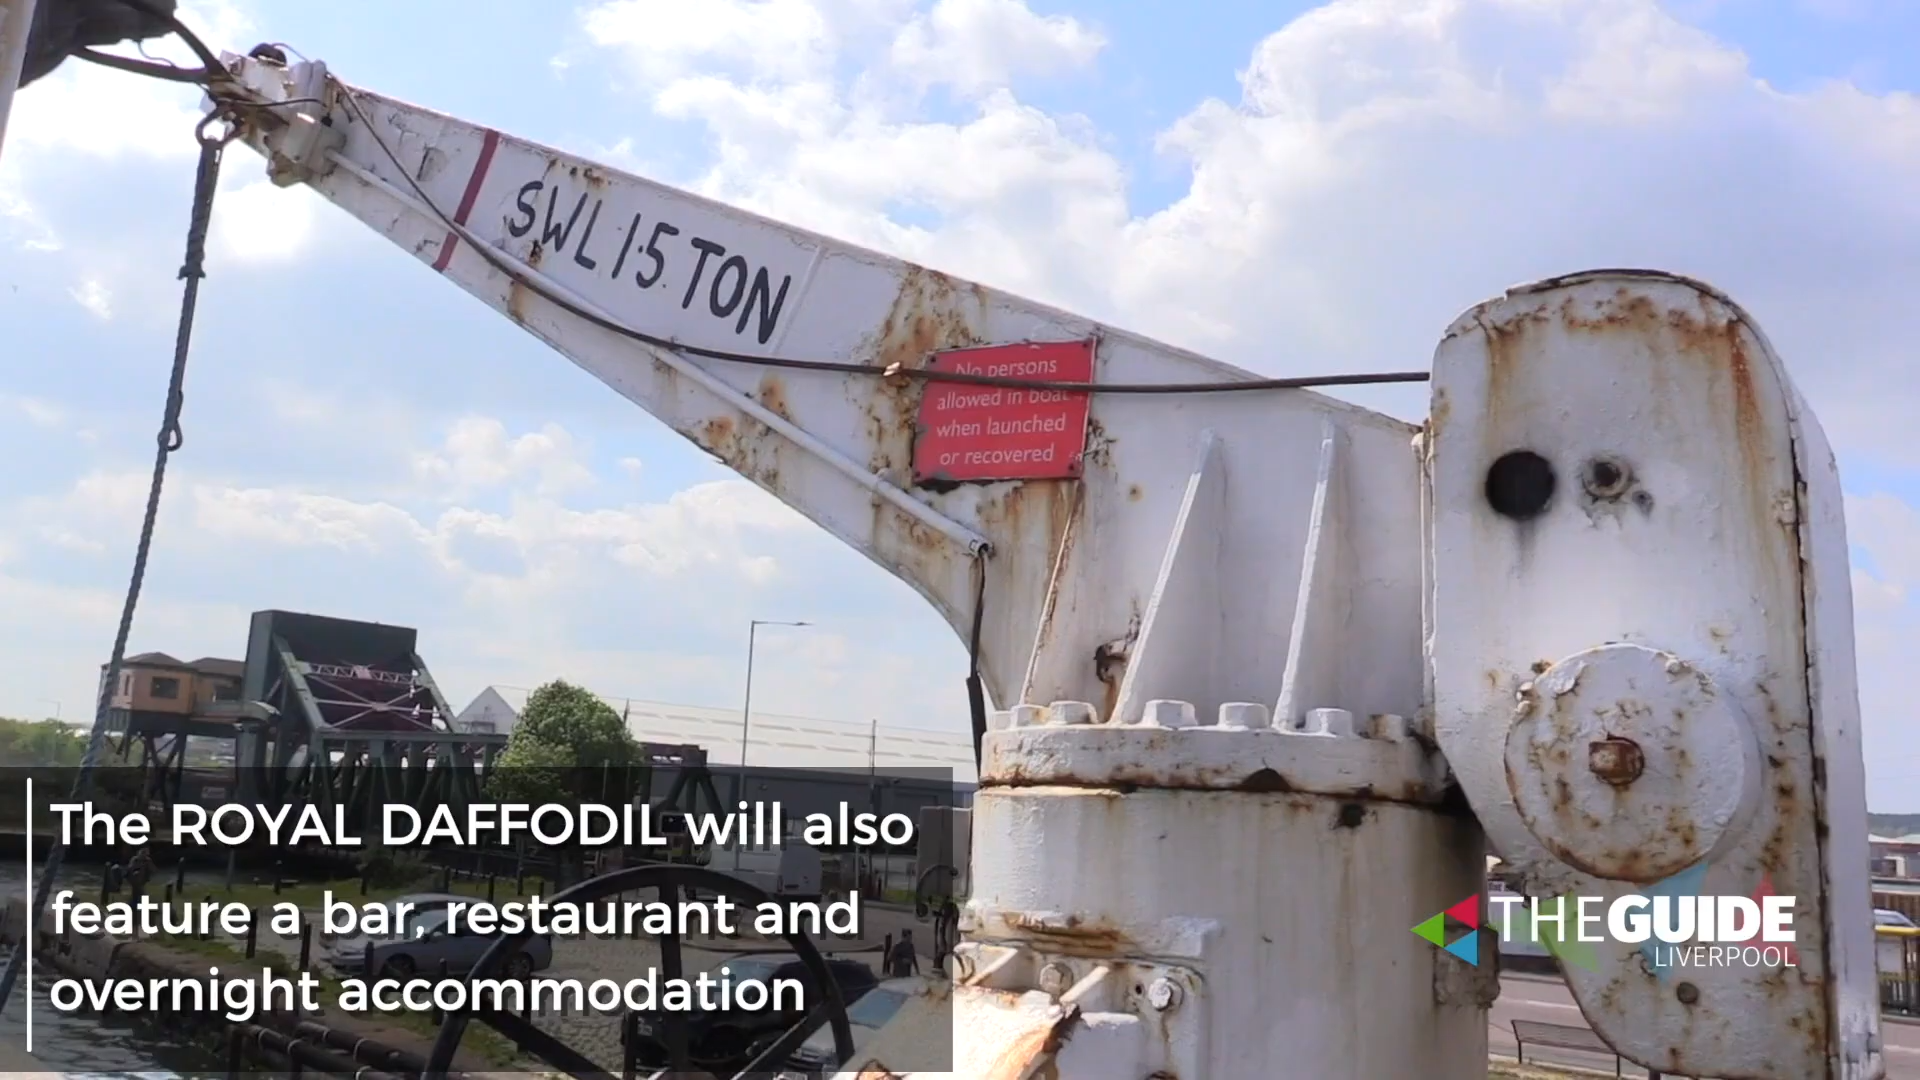 SWL 1·5 TON
No persons
allowed in boat
when launched
or recovered
The ROYAL DAFFODIL will also
feature a bar, restaurant and
overnight accommodation
THEGUIDE
LIVERPOOL